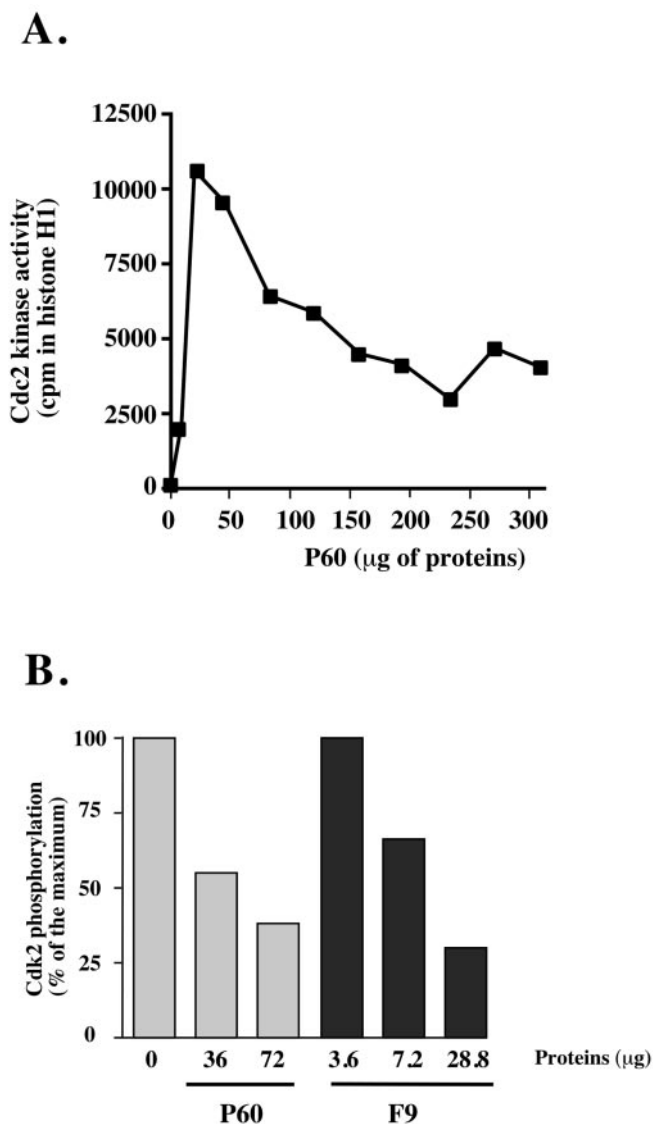 A.
12500
10000
7500
5000
2500
0
Cdc2 kinase activity
(cpm in histone H1)
0 50 100 150 200 250 300
P60 (μg of proteins)
B.
100
75
50
25
0
Cdk2 phosphorylation
(% of the maximum)
0 36 72 3.6 7.2 28.8 Proteins (μg)
P60 F9